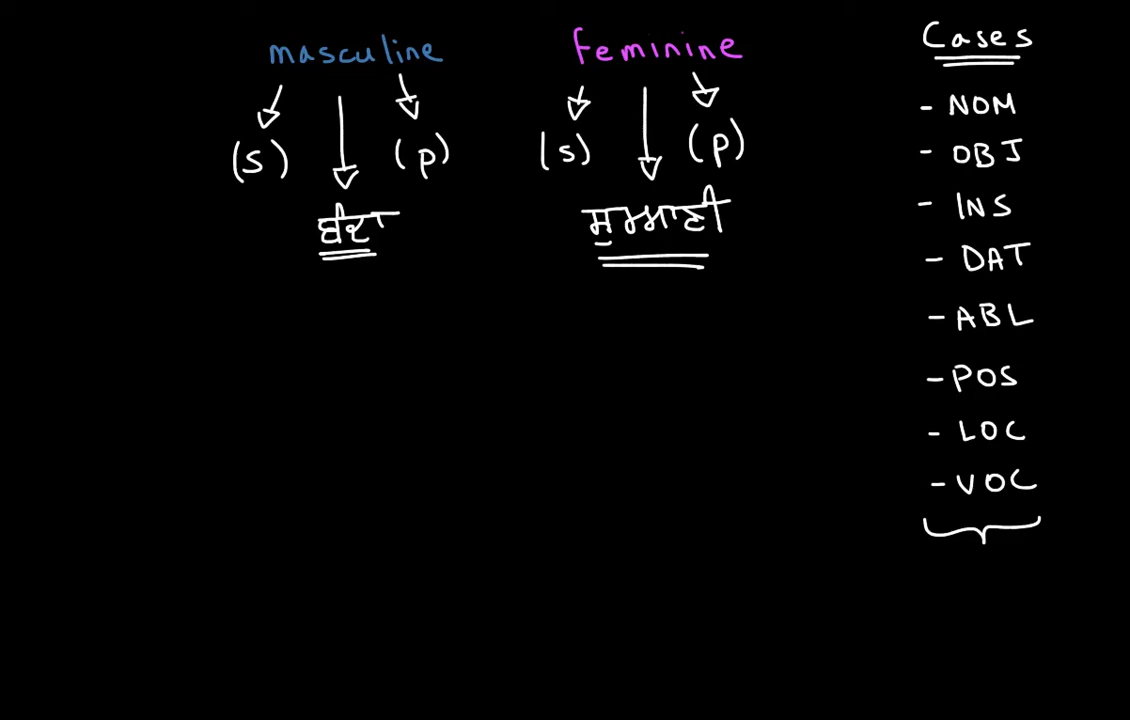 masculine
feminine
Cases
(s)
(p)
(s)
(p)
- NOM
- OBJ
- INS
- DAT
- ABL
- POS
- LOC
- VOC